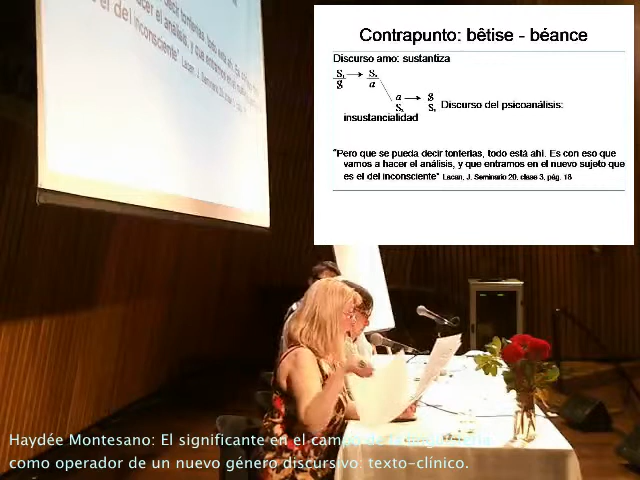 Contrapunto: bêtise - béance
Discurso amo: sustantiza
S₁ → S₂
$ a
a → $
S₂ S₁ Discurso del psicoanálisis:
insustancialidad
"Pero que se pueda decir tonterías, todo está ahí. Es con eso que
vamos a hacer el análisis, y que entramos en el nuevo sujeto que
es el del inconsciente" Lacan, J. Seminario 20, clase 3, pág. 18
Haydée Montesano: El significante en el campo de
como operador de un nuevo género discursivo: texto-clínico.